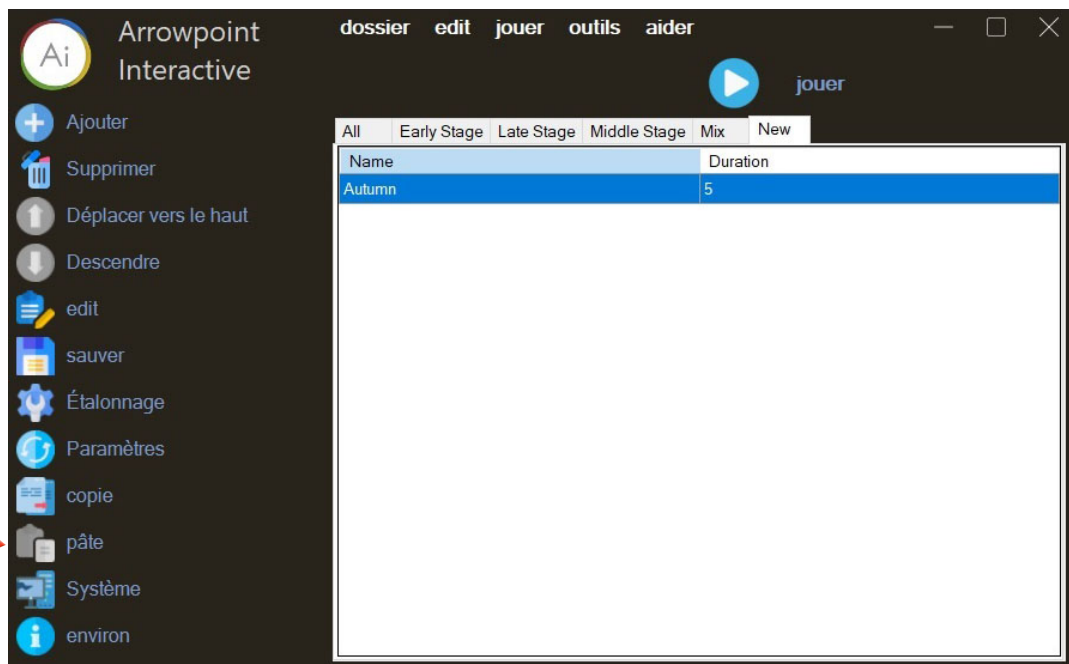 Ai
Arrowpoint
Interactive
dossier edit jouer outils aider
jouer
Ajouter
Supprimer
Déplacer vers le haut
Descendre
edit
sauver
Étalonnage
Paramètres
copie
pâte
Système
environ
All Early Stage Late Stage Middle Stage Mix New
Name Duration
Autumn 5